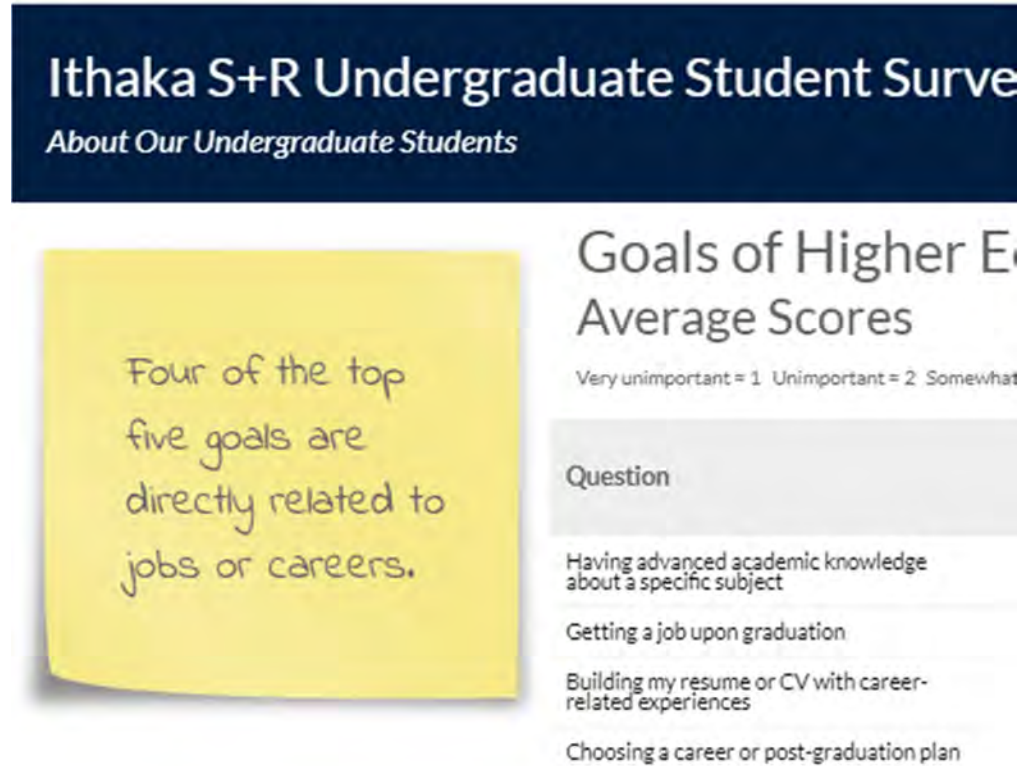 Ithaka S+R Undergraduate Student Surve
About Our Undergraduate Students
Four of the top
five goals are
directly related to
jobs or careers.
Goals of Higher E
Average Scores
Very unimportant = 1 Unimportant = 2 Somewhat
Question
Having advanced academic knowledge
about a specific subject
Getting a job upon graduation
Building my resume or CV with career-
related experiences
Choosing a career or post-graduation plan